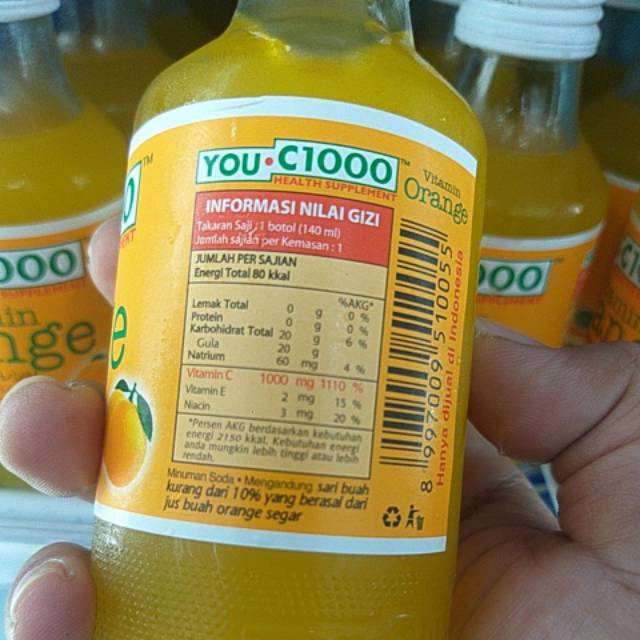 YOU•C1000™
HEALTH SUPPLEMENT
Vitamin
Orange
INFORMASI NILAI GIZI
Takaran Saji : 1 botol (140 ml)
Jumlah sajian per Kemasan : 1
JUMLAH PER SAJIAN
Energi Total 80 kkal
%AKG*
Lemak Total 0 g 0 %
Protein 0 g 0 %
Karbohidrat Total 20 g 6 %
Gula 20 g
Natrium 60 mg 4 %
Vitamin C 1000 mg 1110 %
Vitamin E 2 mg 15 %
Niacin 3 mg 20 %
*Persen AKG berdasarkan kebutuhan
energi 2150 kkal. Kebutuhan energi
anda mungkin lebih tinggi atau lebih
rendah.
Minuman Soda • Mengandung sari buah
kurang dari 10% yang berasal dari
jus buah orange segar
8 997009 510055
Hanya dijual di Indonesia